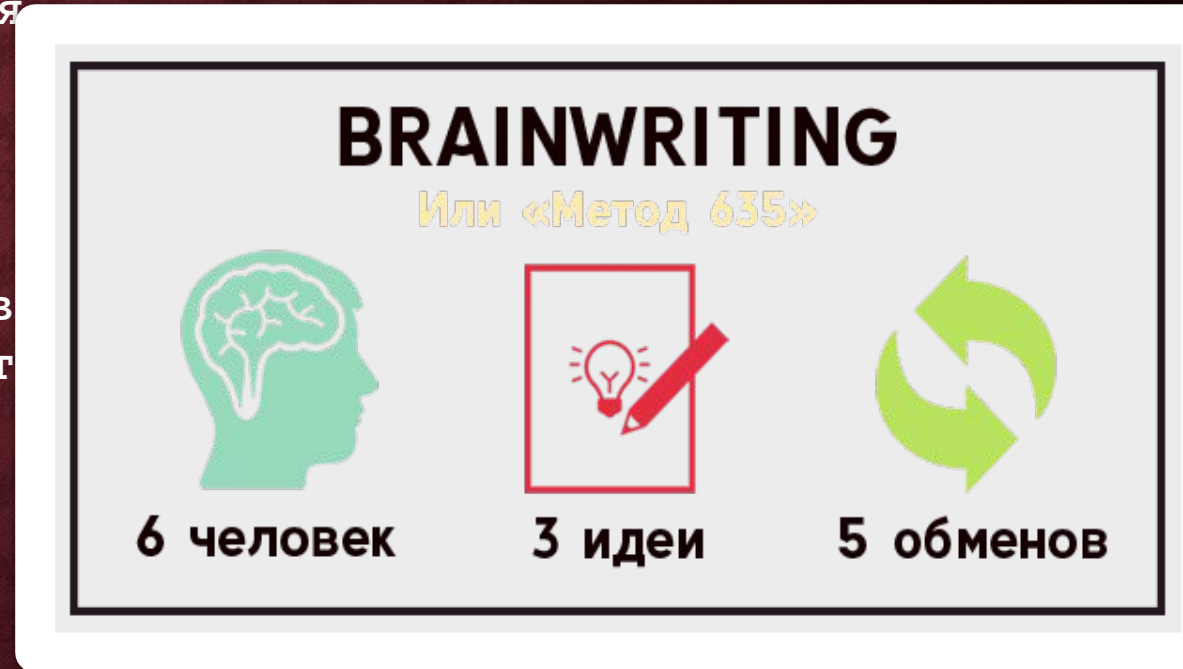 я
BRAINWRITING
Или «Метод 635»
в
т
6 человек
3 идеи
5 обменов